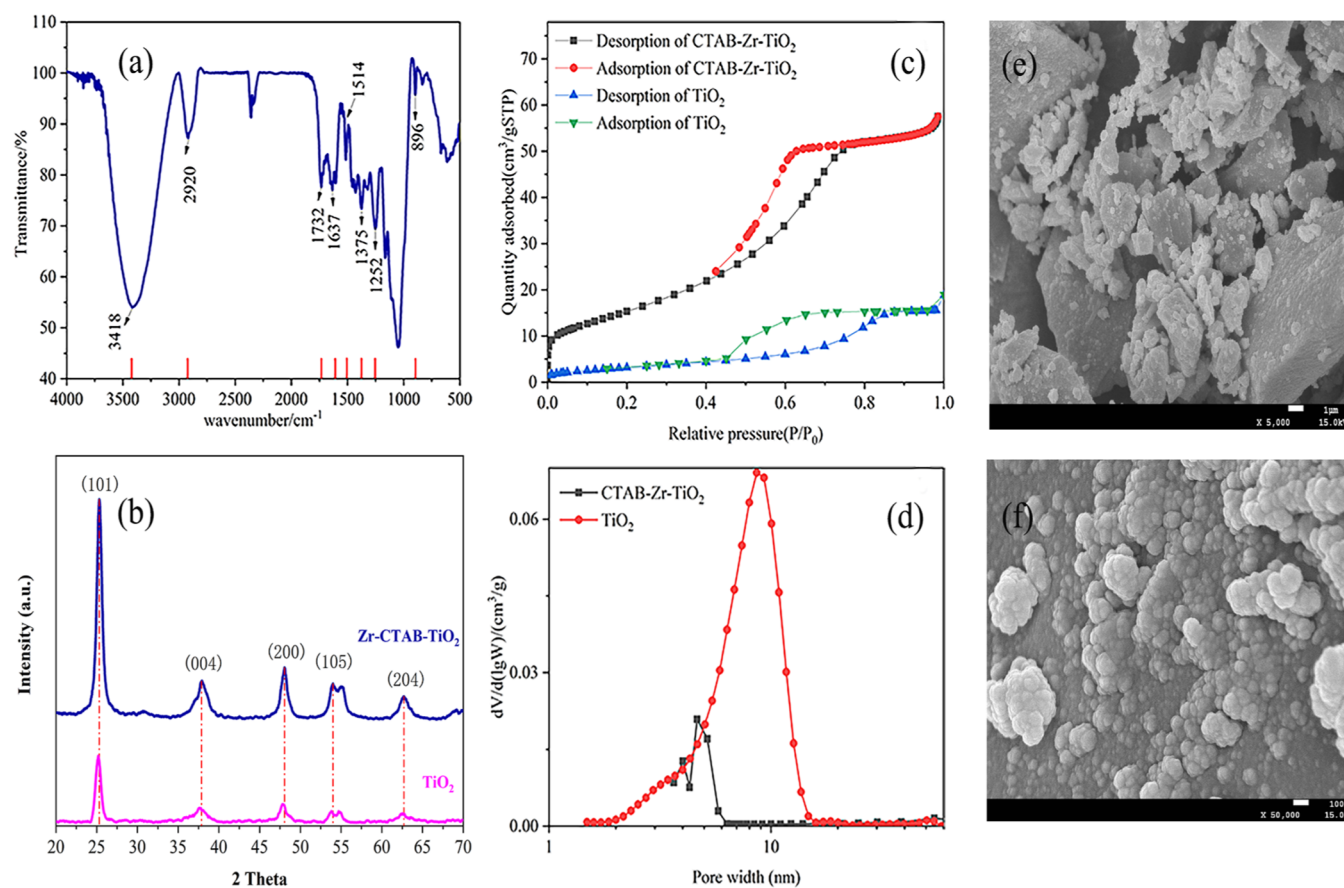 (a)
110
100
90
80
70
60
50
40
Transmittance/%
3418
2920
1732
1637
1514
1375
1252
896
4000 3500 3000 2500 2000 1500 1000 500
wavenumber/cm⁻¹
(c)
Desorption of CTAB-Zr-TiO₂
Adsorption of CTAB-Zr-TiO₂
Desorption of TiO₂
Adsorption of TiO₂
70
60
50
40
30
20
10
0
Quantity adsorbed(cm³/gSTP)
0.0 0.2 0.4 0.6 0.8 1.0
Relative pressure(P/P₀)
(e)
1μm
X 5,000 15.0k
(b)
(101)
(004)
(200)
(105)
(204)
Zr-CTAB-TiO₂
TiO₂
Intensity (a.u.)
20 25 30 35 40 45 50 55 60 65 70
2 Theta
(d)
CTAB-Zr-TiO₂
TiO₂
0.06
0.03
0.00
dV/d(lgW)/(cm³/g)
1 10
Pore width (nm)
(f)
100
X 50,000 15.0